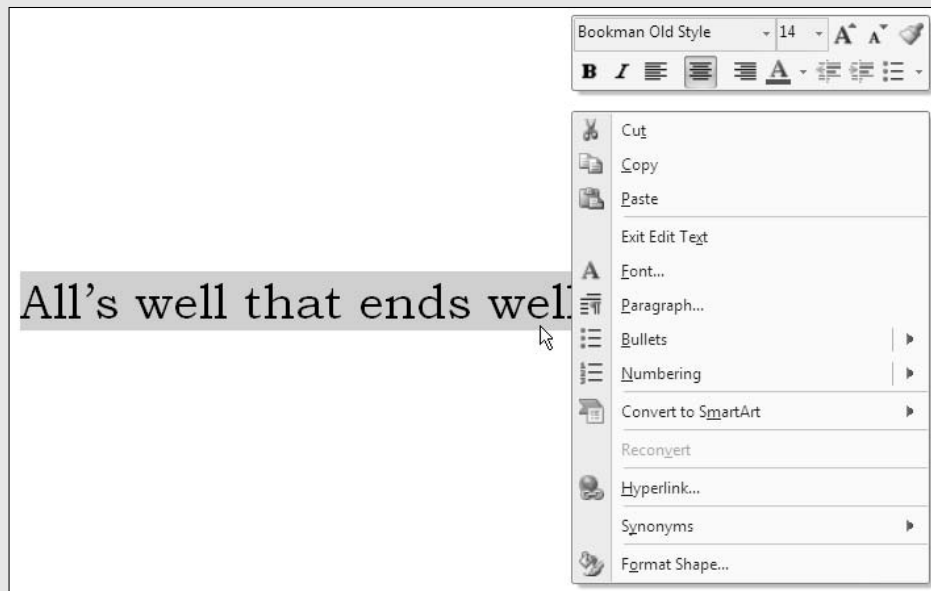 Bookman Old Style 14 A A
B I A
Cut
Copy
Paste
Exit Edit Text
A Font...
Paragraph...
All’s well that ends well
Bullets
Numbering
Convert to SmartArt
Reconvert
Hyperlink...
Synonyms
Format Shape...